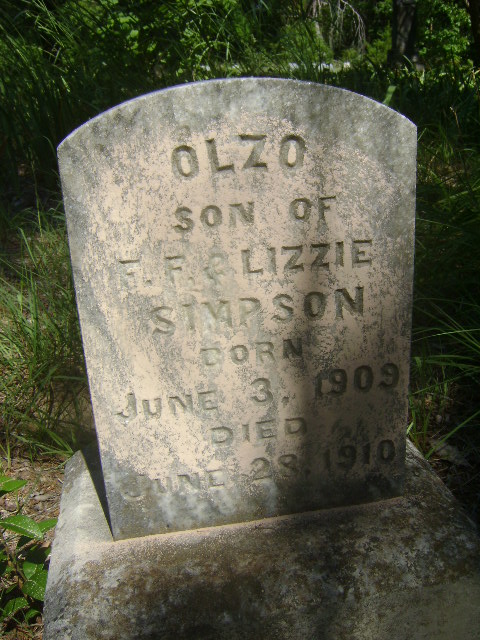 OLZO
SON OF
F. F. & LIZZIE
SIMPSON
BORN
JUNE 3, 1909
DIED
JUNE 28, 1910